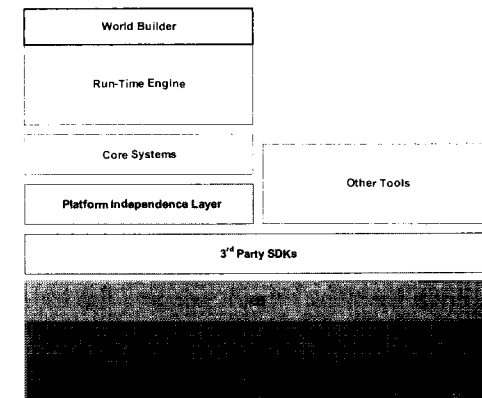 World Builder
Run-Time Engine
Core Systems
Platform Independence Layer
Other Tools
3rd Party SDKs